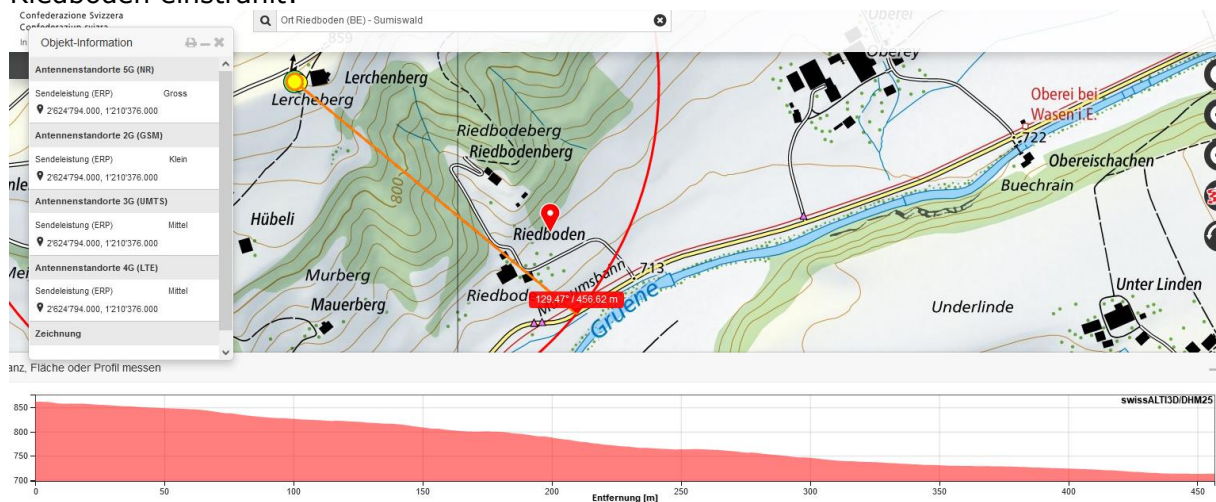 Riedboden einstrahlt?
Confederazione Svizzera
Confederaziun svizra
In
Ort Riedboden (BE) - Sumiswald
Objekt-Information
Antennenstandorte 5G (NR)
Sendeleistung (ERP) Gross
2'624'794.000, 1'210'376.000
Antennenstandorte 2G (GSM)
Sendeleistung (ERP) Klein
2'624'794.000, 1'210'376.000
Antennenstandorte 3G (UMTS)
Sendeleistung (ERP) Mittel
2'624'794.000, 1'210'376.000
Antennenstandorte 4G (LTE)
Sendeleistung (ERP) Mittel
2'624'794.000, 1'210'376.000
Zeichnung
859
Oberei
Oberey
Lerchenberg
Lercheberg
Oberei bei
Wasen i.E.
722
Riedbodeberg
Riedbodenberg
Obereischachen
Buechrain
800
Hübeli
Riedboden
713
Murberg
Mauerberg
Riedbod
129.47° / 456.62 m
Gruene
Underlinde
Unter Linden
anz, Fläche oder Profil messen
swissALTI3D/DHM25
850
800
750
700
0 50 100 150 200 250 300 350 400 450
Entfernung [m]